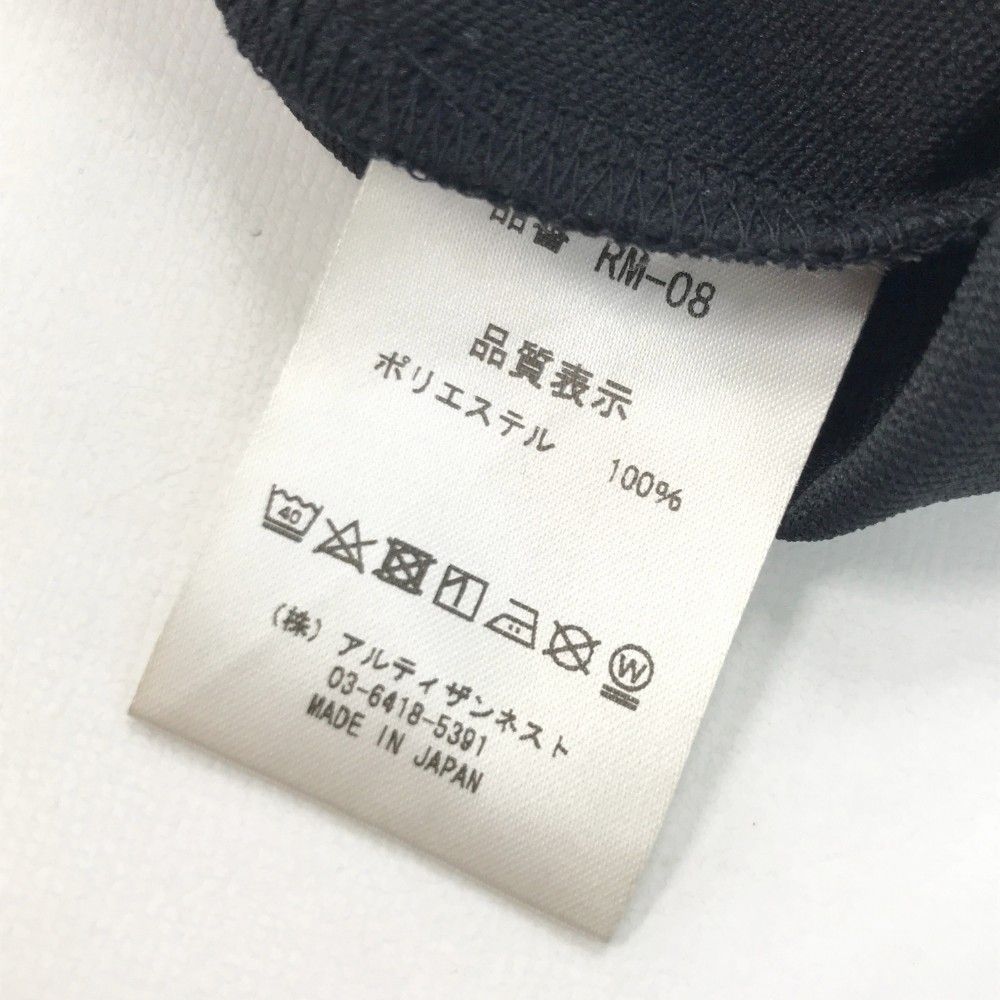 品番 RM-08
品質表示
ポリエステル 100%
40
W
(株)アルティザンネスト
03-6418-5391
MADE IN JAPAN